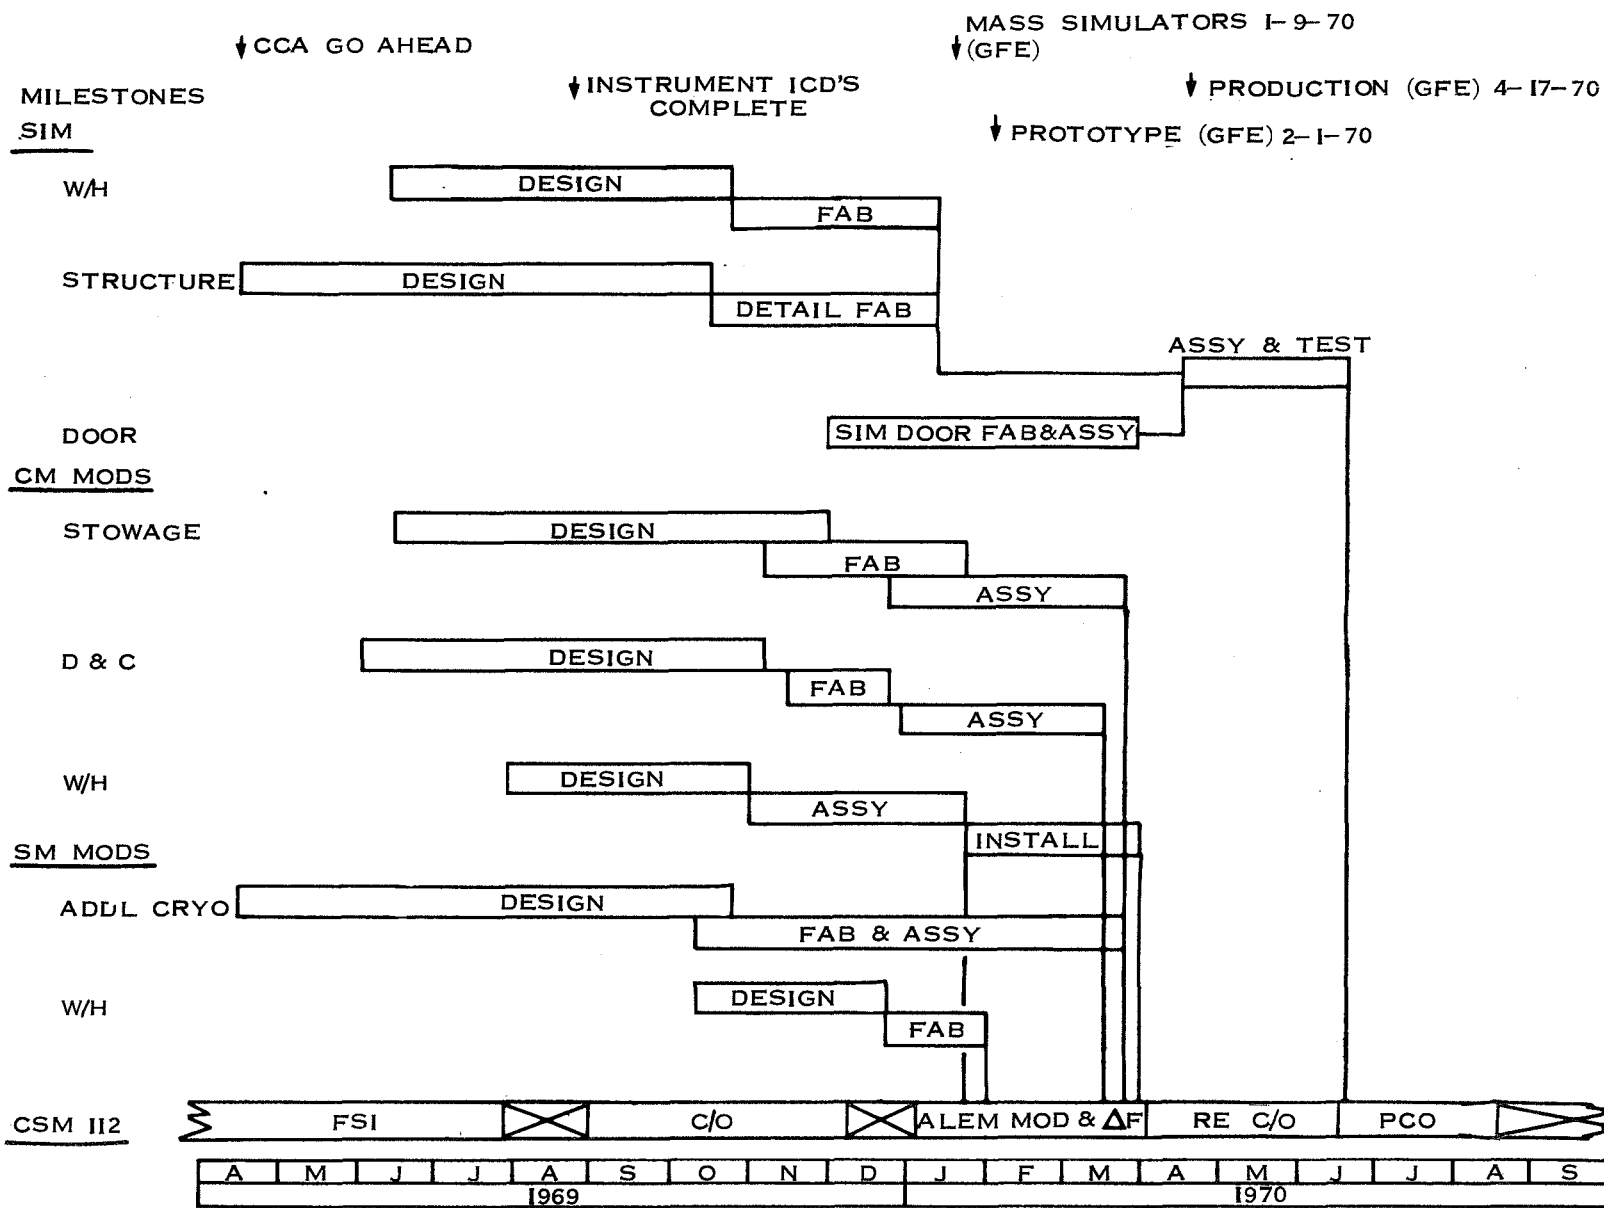 MASS SIMULATORS 1-9-70
CCA GO AHEAD
(GFE)
INSTRUMENT ICD'S
COMPLETE
PRODUCTION (GFE) 4-17-70
MILESTONES
SIM
PROTOTYPE (GFE) 2-1-70
W/H
DESIGN
FAB
STRUCTURE
DESIGN
DETAIL FAB
ASSY & TEST
DOOR
SIM DOOR FAB&ASSY
CM MODS
STOWAGE
DESIGN
FAB
ASSY
D & C
DESIGN
FAB
ASSY
W/H
DESIGN
ASSY
INSTALL
SM MODS
ADDL CRYO
DESIGN
FAB & ASSY
W/H
DESIGN
FAB
CSM 112
FSI
C/O
ALEM MOD & ΔF
RE C/O
PCO
A M J J A S O N D J F M A M J J A S
1969 1970